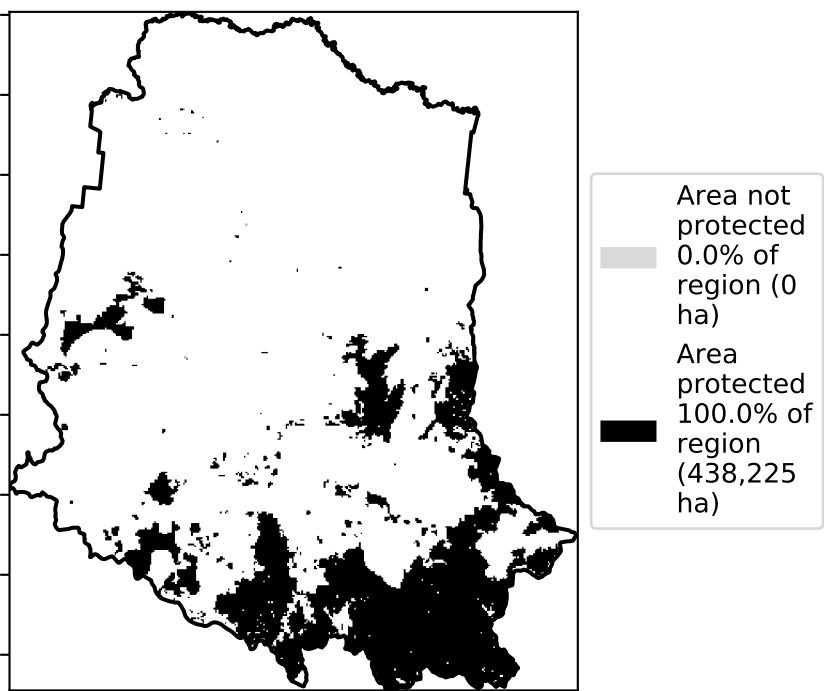 Area not
protected
0.0% of
region (0
ha)
Area
protected
100.0% of
region
(438,225
ha)